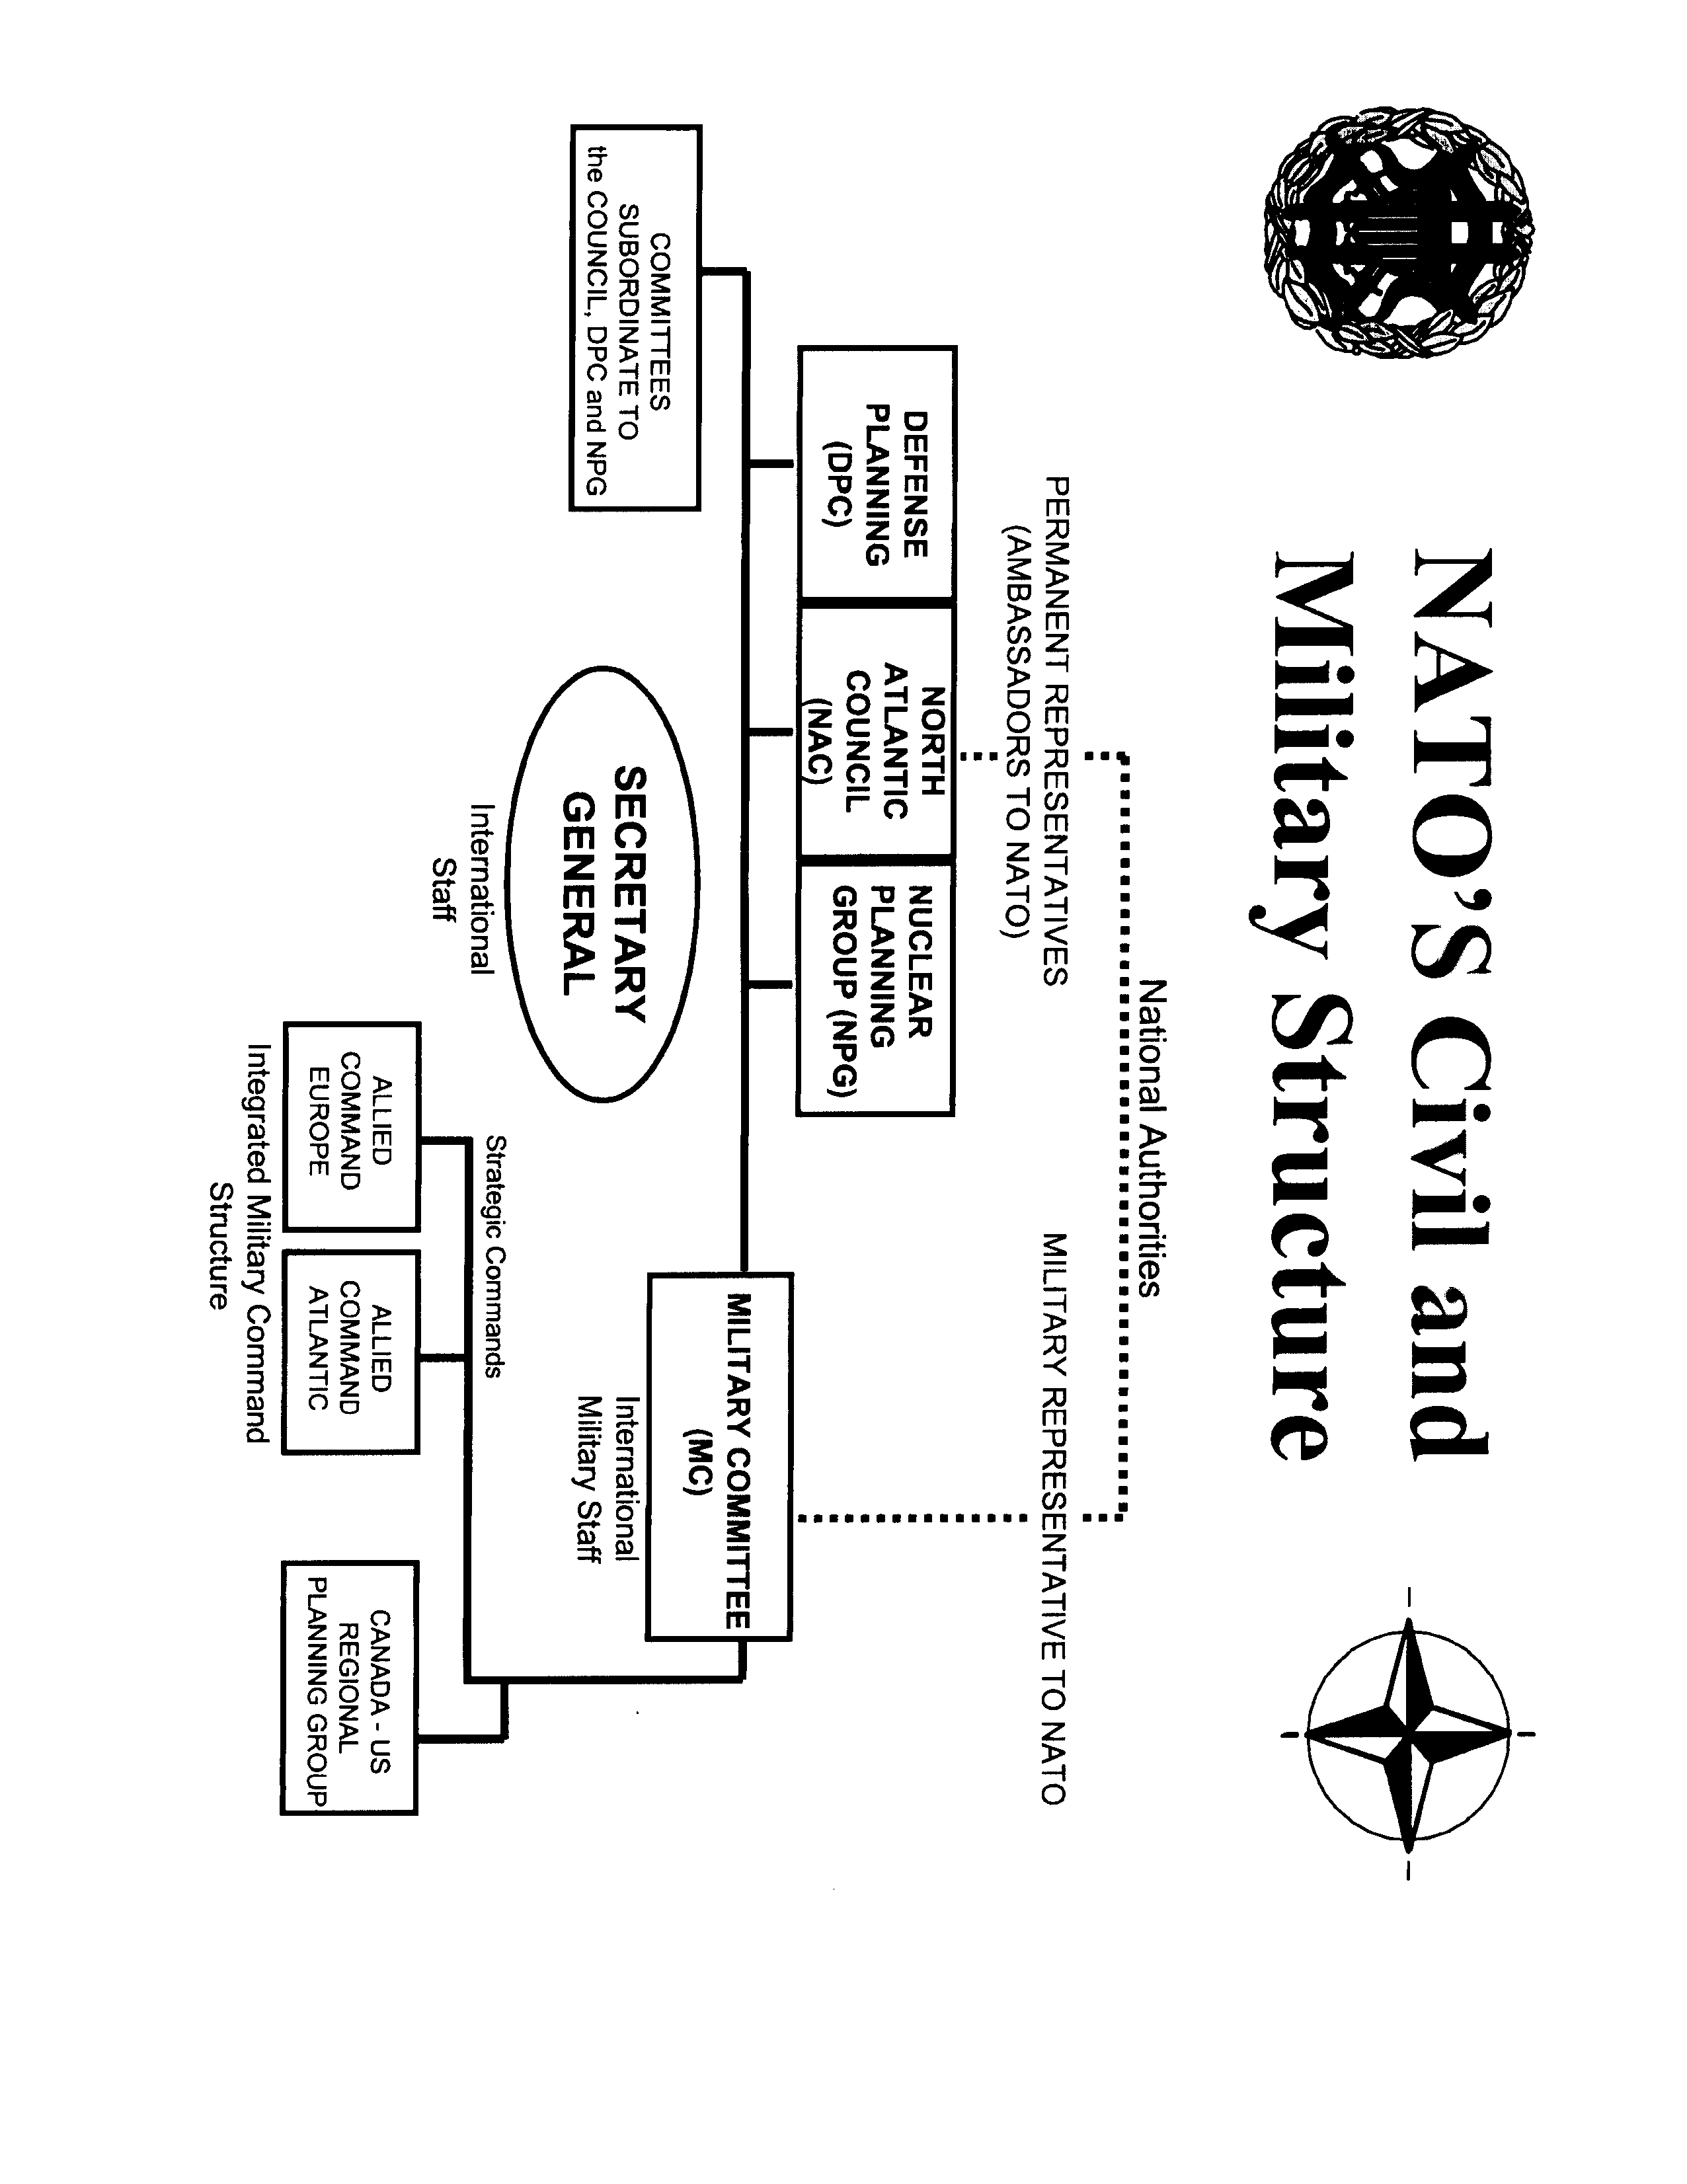 NATO'S Civil and
Military Structure
National Authorities
PERMANENT REPRESENTATIVES
(AMBASSADORS TO NATO)
MILITARY REPRESENTATIVE TO NATO
DEFENSE
PLANNING
(DPC)
NORTH
ATLANTIC
COUNCIL
(NAC)
NUCLEAR
PLANNING
GROUP (NPG)
MILITARY COMMITTEE
(MC)
International
Military Staff
COMMITTEES
SUBORDINATE TO
the COUNCIL, DPC and NPG
SECRETARY
GENERAL
International
Staff
Strategic Commands
ALLIED
COMMAND
EUROPE
ALLIED
COMMAND
ATLANTIC
CANADA - US
REGIONAL
PLANNING GROUP
Integrated Military Command
Structure